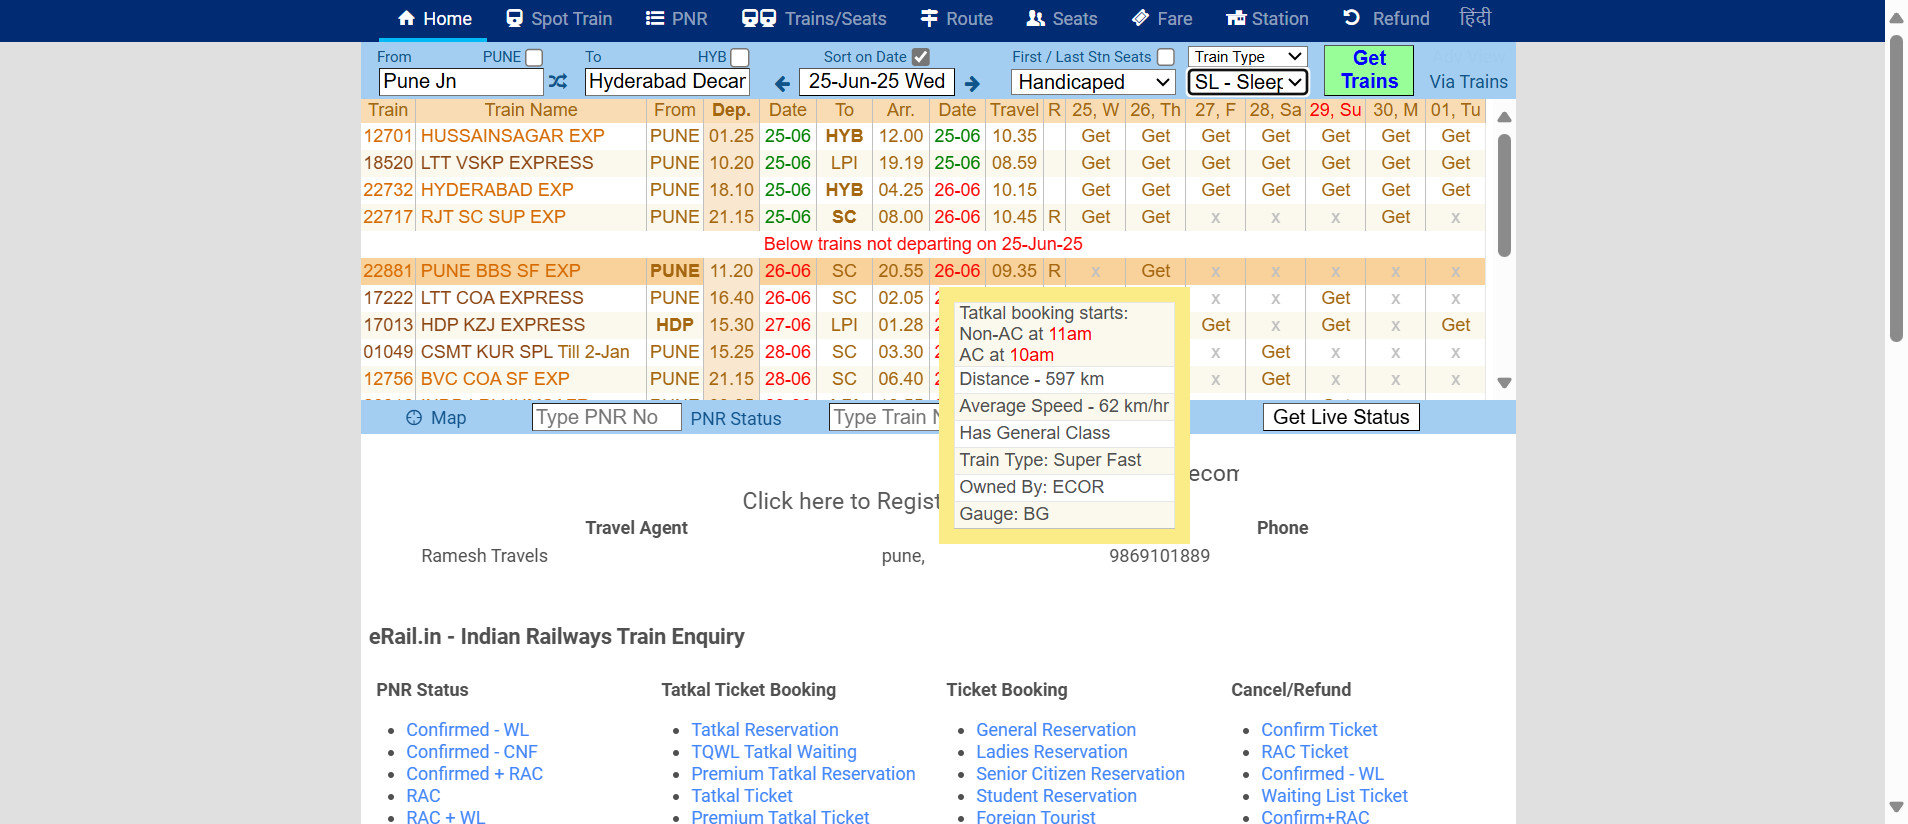 Home Spot Train PNR Trains/Seats Route Seats Fare Station Refund हिंदी
From PUNE To HYB Sort on Date First / Last Stn Seats Train Type Get Trains
Pune Jn Hyderabad Decan 25-Jun-25 Wed Handicaped SL - Sleep Via Trains
Train Train Name From Dep. Date To Arr. Date Travel R 25, W 26, Th 27, F 28, Sa 29, Su 30, M 01, Tu
12701 HUSSAINSAGAR EXP PUNE 01.25 25-06 HYB 12.00 25-06 10.35 Get Get Get Get Get Get Get
18520 LTT VSKP EXPRESS PUNE 10.20 25-06 LPI 19.19 25-06 08.59 Get Get Get Get Get Get Get
22732 HYDERABAD EXP PUNE 18.10 25-06 HYB 04.25 26-06 10.15 Get Get Get Get Get Get Get
22717 RJT SC SUP EXP PUNE 21.15 25-06 SC 08.00 26-06 10.45 R Get Get x x x Get x
Below trains not departing on 25-Jun-25
22881 PUNE BBS SF EXP PUNE 11.20 26-06 SC 20.55 26-06 09.35 R x Get x x x x x
17222 LTT COA EXPRESS PUNE 16.40 26-06 SC 02.05 2 x x Get x x
17013 HDP KZJ EXPRESS HDP 15.30 27-06 LPI 01.28 2 Get x Get x Get
01049 CSMT KUR SPL Till 2-Jan PUNE 15.25 28-06 SC 03.30 2 x Get x x x
12756 BVC COA SF EXP PUNE 21.15 28-06 SC 06.40 2 x Get x x x
Tatkal booking starts:
Non-AC at 11am
AC at 10am
Distance - 597 km
Average Speed - 62 km/hr
Has General Class
Train Type: Super Fast
Owned By: ECOR
Gauge: BG
Map Type PNR No PNR Status Type Train N Get Live Status
ecom
Click here to Regist
Travel Agent Phone
Ramesh Travels pune, 9869101889
eRail.in - Indian Railways Train Enquiry
PNR Status Tatkal Ticket Booking Ticket Booking Cancel/Refund
Confirmed - WL Tatkal Reservation General Reservation Confirm Ticket
Confirmed - CNF TQWL Tatkal Waiting Ladies Reservation RAC Ticket
Confirmed + RAC Premium Tatkal Reservation Senior Citizen Reservation Confirmed - WL
RAC Tatkal Ticket Student Reservation Waiting List Ticket
RAC + WL Premium Tatkal Ticket Foreign Tourist Confirm+RAC